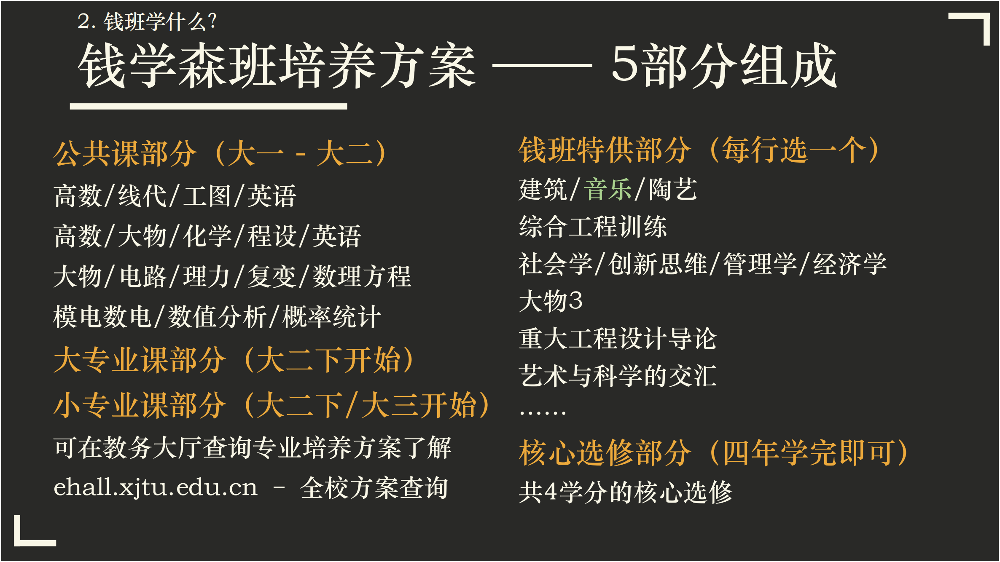 2. 钱班学什么？
钱学森班培养方案 —— 5部分组成
公共课部分（大一 - 大二）
高数/线代/工图/英语
高数/大物/化学/程设/英语
大物/电路/理力/复变/数理方程
模电数电/数值分析/概率统计
大专业课部分（大二下开始）
小专业课部分（大二下/大三开始）
可在教务大厅查询专业培养方案了解
ehall.xjtu.edu.cn － 全校方案查询
钱班特供部分（每行选一个）
建筑/音乐/陶艺
综合工程训练
社会学/创新思维/管理学/经济学
大物3
重大工程设计导论
艺术与科学的交汇
……
核心选修部分（四年学完即可）
共4学分的核心选修